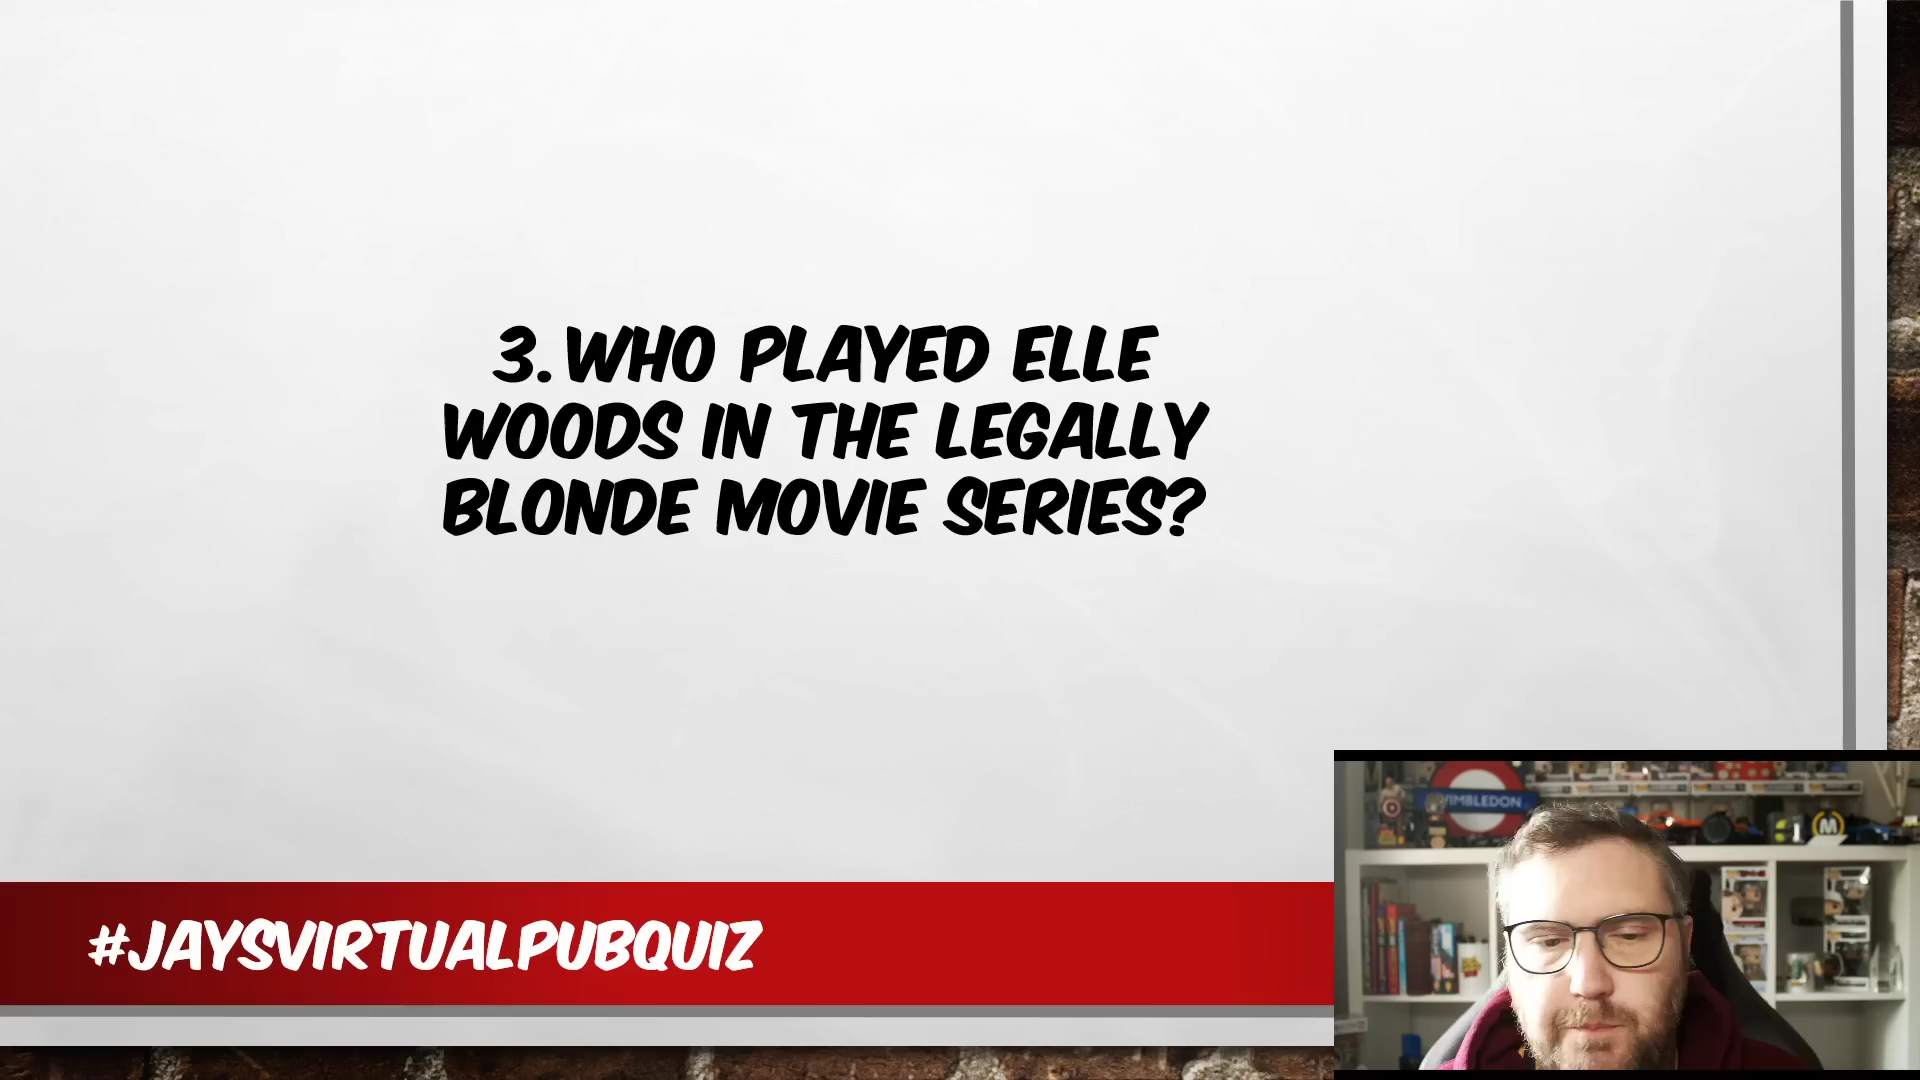 3. WHO PLAYED ELLE
WOODS IN THE LEGALLY
BLONDE MOVIE SERIES?
#JAYSVIRTUALPUBQUIZ
WIMBLEDON
M